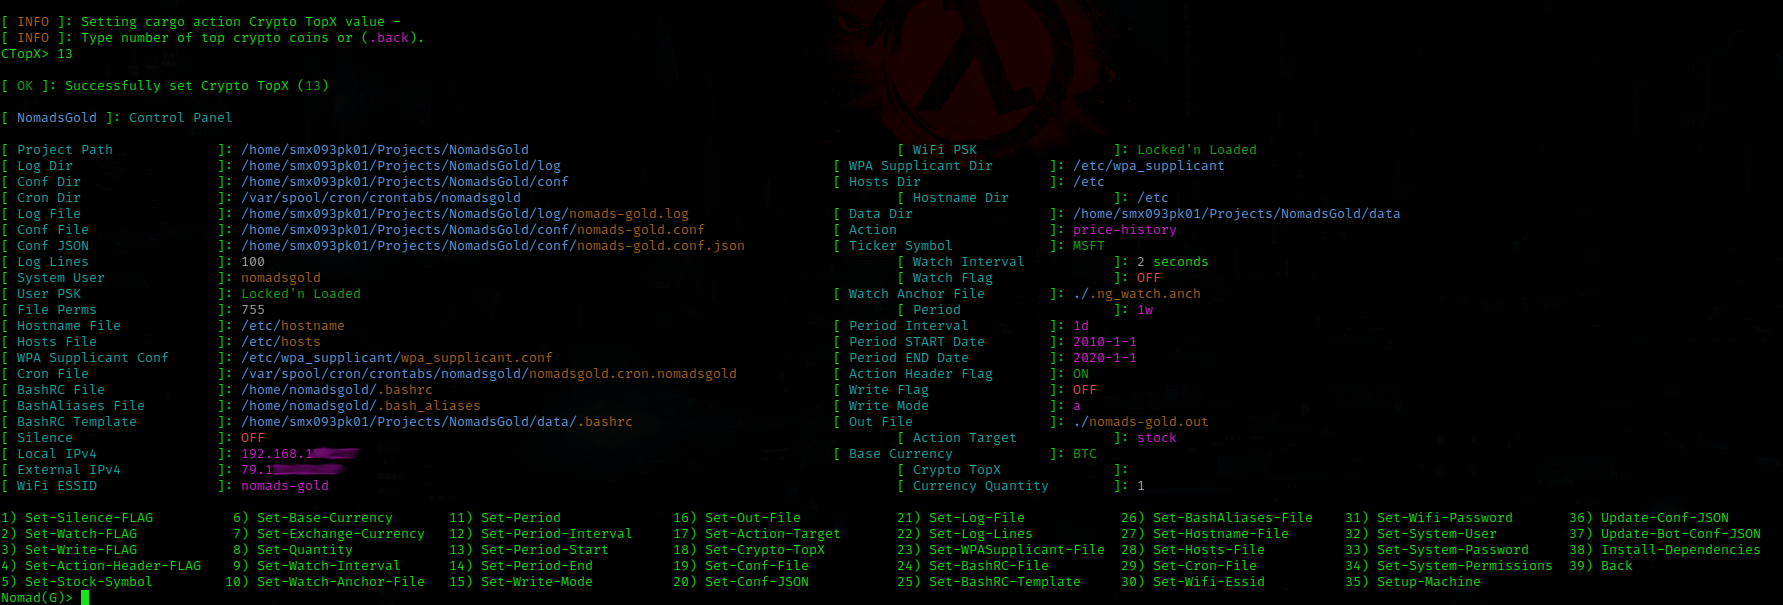 [ INFO ]: Setting cargo action Crypto TopX value -
[ INFO ]: Type number of top crypto coins or (.back).
CTopX> 13
[ OK ]: Successfully set Crypto TopX (13)
[ NomadsGold ]: Control Panel
[ Project Path ]: /home/smx093pk01/Projects/NomadsGold [ WiFi PSK ]: Locked'n Loaded
[ Log Dir ]: /home/smx093pk01/Projects/NomadsGold/log [ WPA Supplicant Dir ]: /etc/wpa_supplicant
[ Conf Dir ]: /home/smx093pk01/Projects/NomadsGold/conf [ Hosts Dir ]: /etc
[ Cron Dir ]: /var/spool/cron/crontabs/nomadsgold [ Hostname Dir ]: /etc
[ Log File ]: /home/smx093pk01/Projects/NomadsGold/log/nomads-gold.log [ Data Dir ]: /home/smx093pk01/Projects/NomadsGold/data
[ Conf File ]: /home/smx093pk01/Projects/NomadsGold/conf/nomads-gold.conf [ Action ]: price-history
[ Conf JSON ]: /home/smx093pk01/Projects/NomadsGold/conf/nomads-gold.conf.json [ Ticker Symbol ]: MSFT
[ Log Lines ]: 100 [ Watch Interval ]: 2 seconds
[ System User ]: nomadsgold [ Watch Flag ]: OFF
[ User PSK ]: Locked'n Loaded [ Watch Anchor File ]: ./.ng_watch.anch
[ File Perms ]: 755 [ Period ]: 1w
[ Hostname File ]: /etc/hostname [ Period Interval ]: 1d
[ Hosts File ]: /etc/hosts [ Period START Date ]: 2010-1-1
[ WPA Supplicant Conf ]: /etc/wpa_supplicant/wpa_supplicant.conf [ Period END Date ]: 2020-1-1
[ Cron File ]: /var/spool/cron/crontabs/nomadsgold/nomadsgold.cron.nomadsgold [ Action Header Flag ]: ON
[ BashRC File ]: /home/nomadsgold/.bashrc [ Write Flag ]: OFF
[ BashAliases File ]: /home/nomadsgold/.bash_aliases [ Write Mode ]: a
[ BashRC Template ]: /home/smx093pk01/Projects/NomadsGold/data/.bashrc [ Out File ]: ./nomads-gold.out
[ Silence ]: OFF [ Action Target ]: stock
[ Local IPv4 ]: 192.168.1 [ Base Currency ]: BTC
[ External IPv4 ]: 79.1 [ Crypto TopX ]:
[ WiFi ESSID ]: nomads-gold [ Currency Quantity ]: 1
1) Set-Silence-FLAG 6) Set-Base-Currency 11) Set-Period 16) Set-Out-File 21) Set-Log-File 26) Set-BashAliases-File 31) Set-Wifi-Password 36) Update-Conf-JSON
2) Set-Watch-FLAG 7) Set-Exchange-Currency 12) Set-Period-Interval 17) Set-Action-Target 22) Set-Log-Lines 27) Set-Hostname-File 32) Set-System-User 37) Update-Bot-Conf-JSON
3) Set-Write-FLAG 8) Set-Quantity 13) Set-Period-Start 18) Set-Crypto-TopX 23) Set-WPASupplicant-File 28) Set-Hosts-File 33) Set-System-Password 38) Install-Dependencies
4) Set-Action-Header-FLAG 9) Set-Watch-Interval 14) Set-Period-End 19) Set-Conf-File 24) Set-BashRC-File 29) Set-Cron-File 34) Set-System-Permissions 39) Back
5) Set-Stock-Symbol 10) Set-Watch-Anchor-File 15) Set-Write-Mode 20) Set-Conf-JSON 25) Set-BashRC-Template 30) Set-Wifi-Essid 35) Setup-Machine
Nomad(G)>